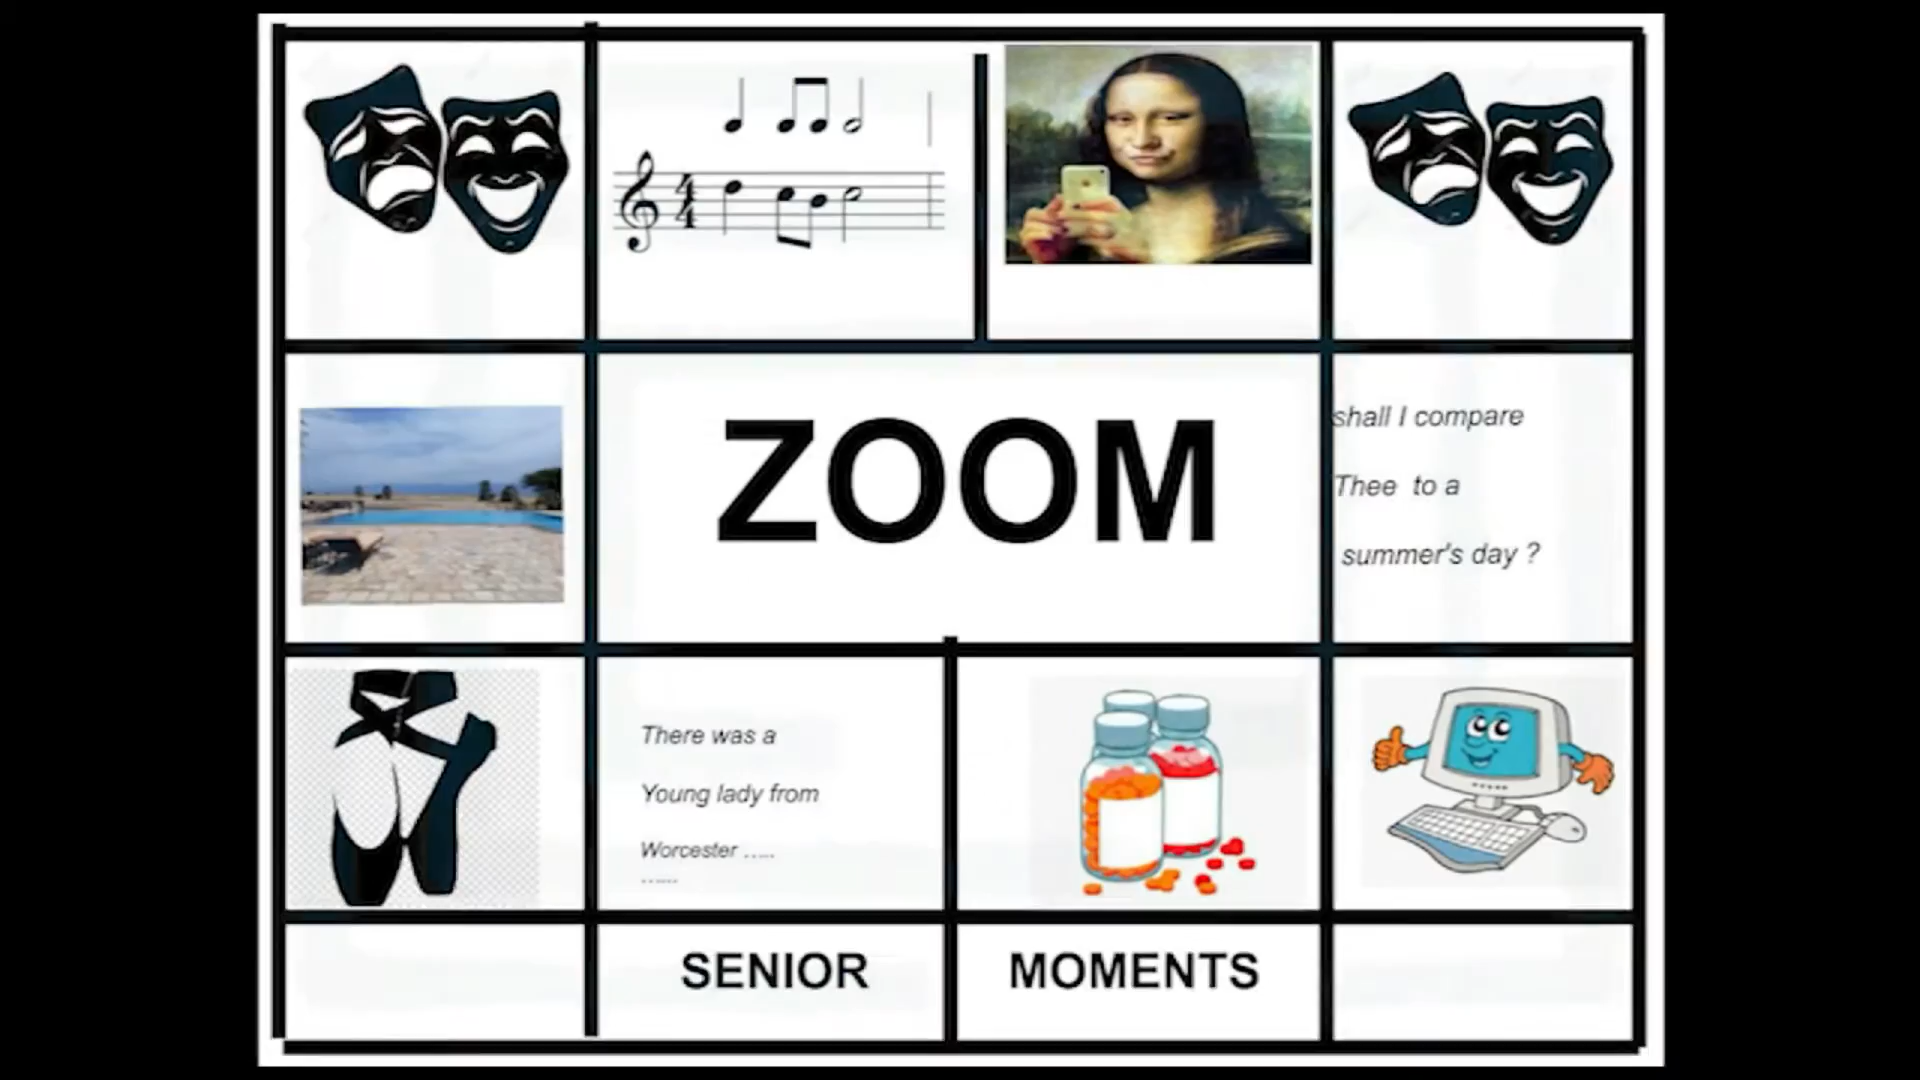 ZOOM
shall I compare
Thee to a
summer's day ?
There was a
Young lady from
Worcester .....
......
SENIOR MOMENTS